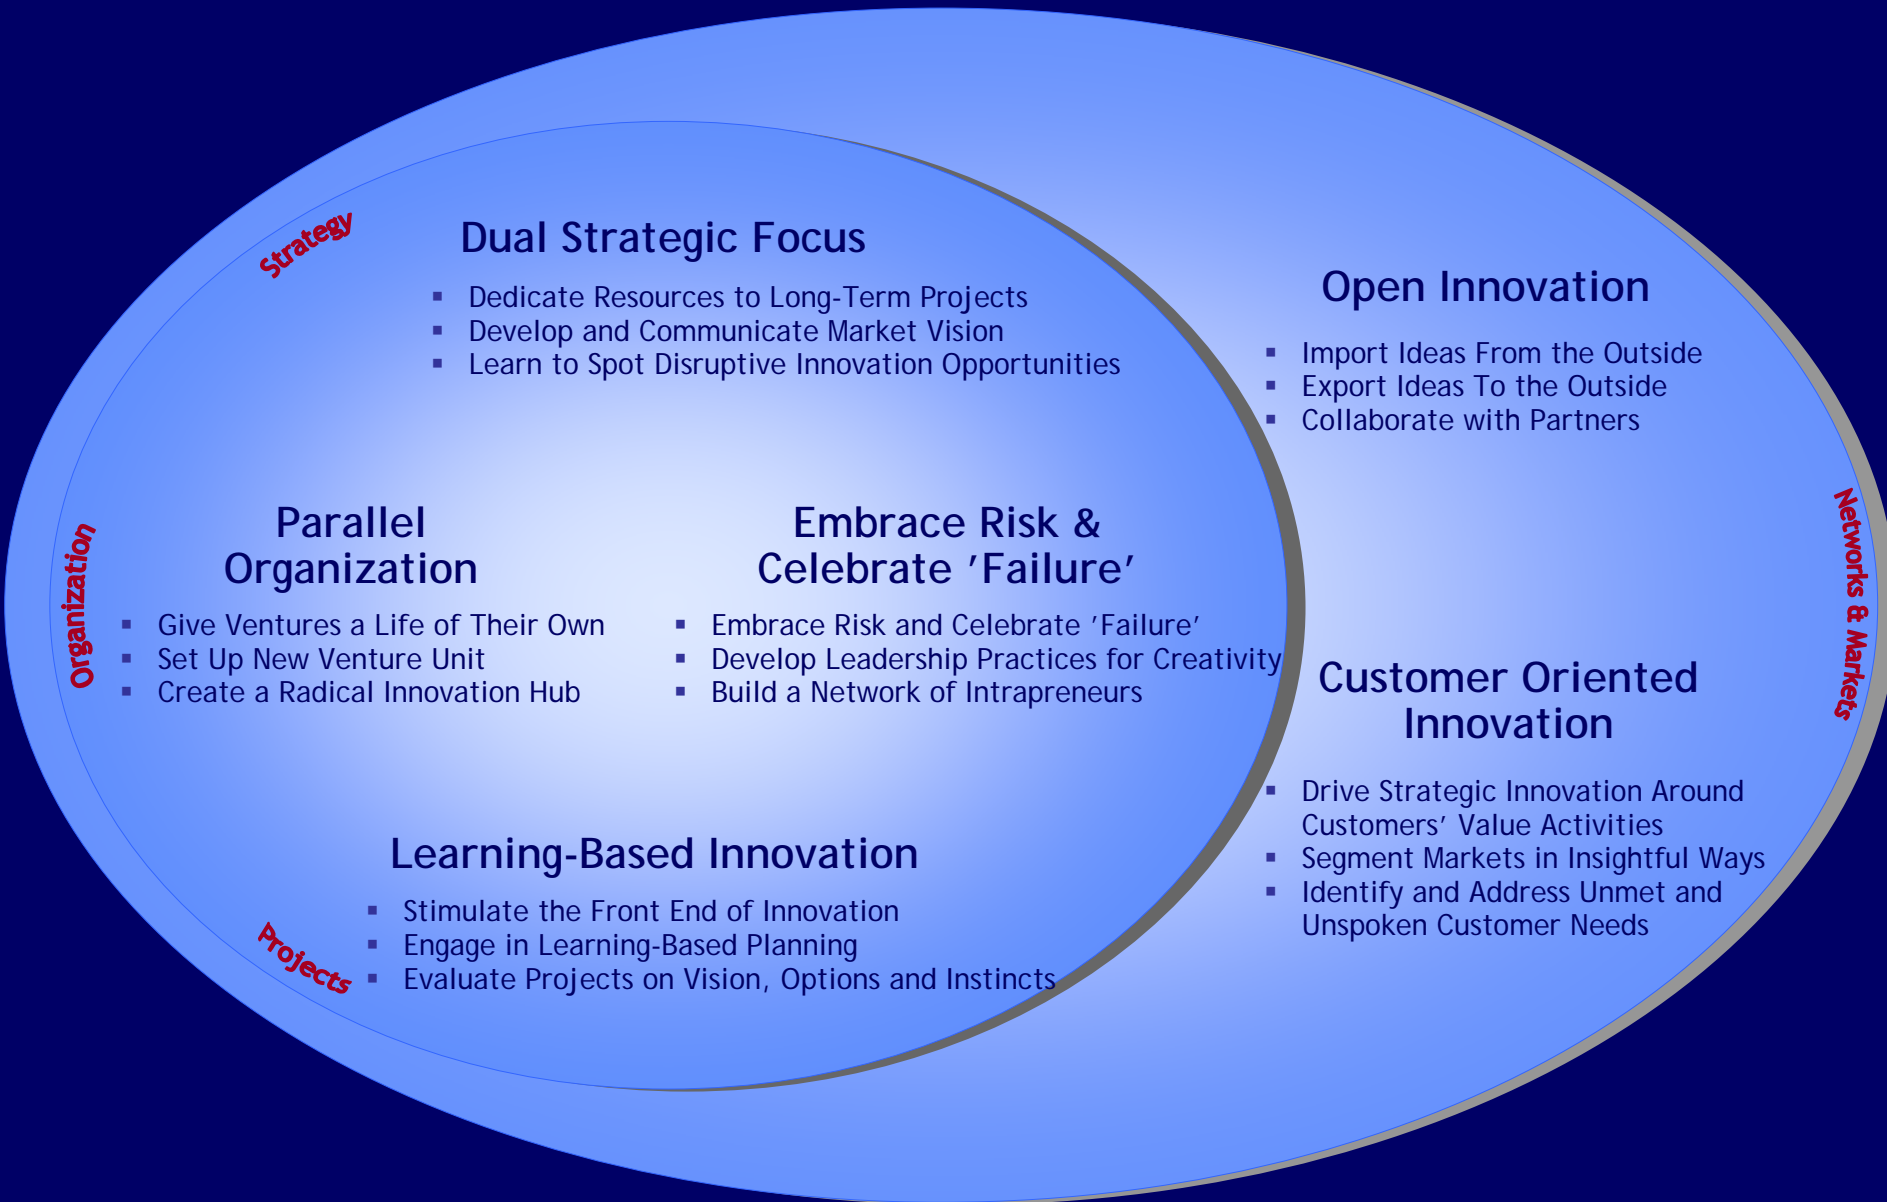 Strategy
Dual Strategic Focus
▪ Dedicate Resources to Long-Term Projects
▪ Develop and Communicate Market Vision
▪ Learn to Spot Disruptive Innovation Opportunities
Organization
Parallel
Organization
▪ Give Ventures a Life of Their Own
▪ Set Up New Venture Unit
▪ Create a Radical Innovation Hub
Embrace Risk &
Celebrate ’Failure’
▪ Embrace Risk and Celebrate ’Failure’
▪ Develop Leadership Practices for Creativity
▪ Build a Network of Intrapreneurs
Projects
Learning-Based Innovation
▪ Stimulate the Front End of Innovation
▪ Engage in Learning-Based Planning
▪ Evaluate Projects on Vision, Options and Instincts
Open Innovation
▪ Import Ideas From the Outside
▪ Export Ideas To the Outside
▪ Collaborate with Partners
Networks & Markets
Customer Oriented
Innovation
▪ Drive Strategic Innovation Around
Customers’ Value Activities
▪ Segment Markets in Insightful Ways
▪ Identify and Address Unmet and
Unspoken Customer Needs